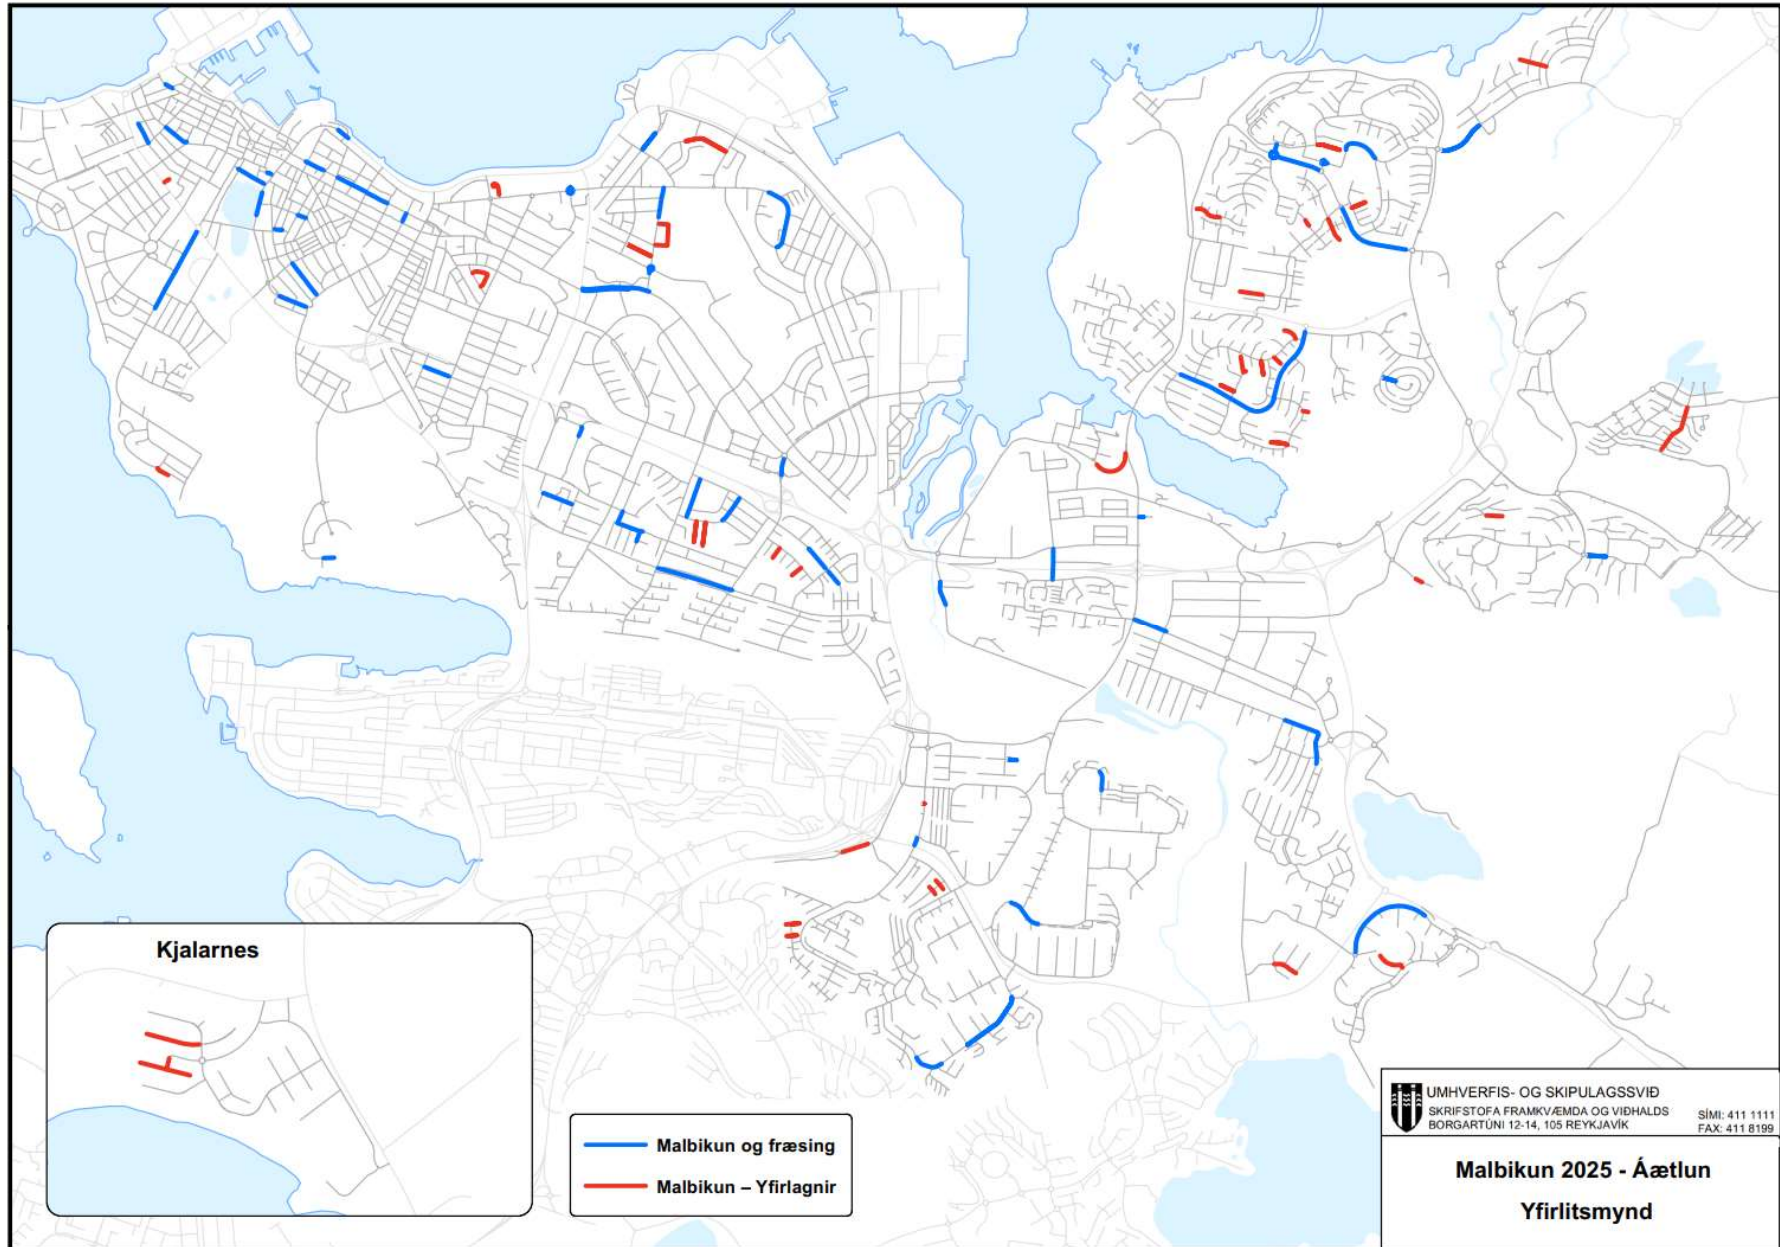 Kjalarnes
Malbikun og fræsing
Malbikun – Yfirlagnir
UMHVERFIS- OG SKIPULAGSSVIÐ
SKRIFSTOFA FRAMKVÆMDA OG VIÐHALDS
BORGARTÚNI 12-14, 105 REYKJAVÍK
SÍMI: 411 1111
FAX: 411 8199
Malbikun 2025 - Áætlun
Yfirlitsmynd